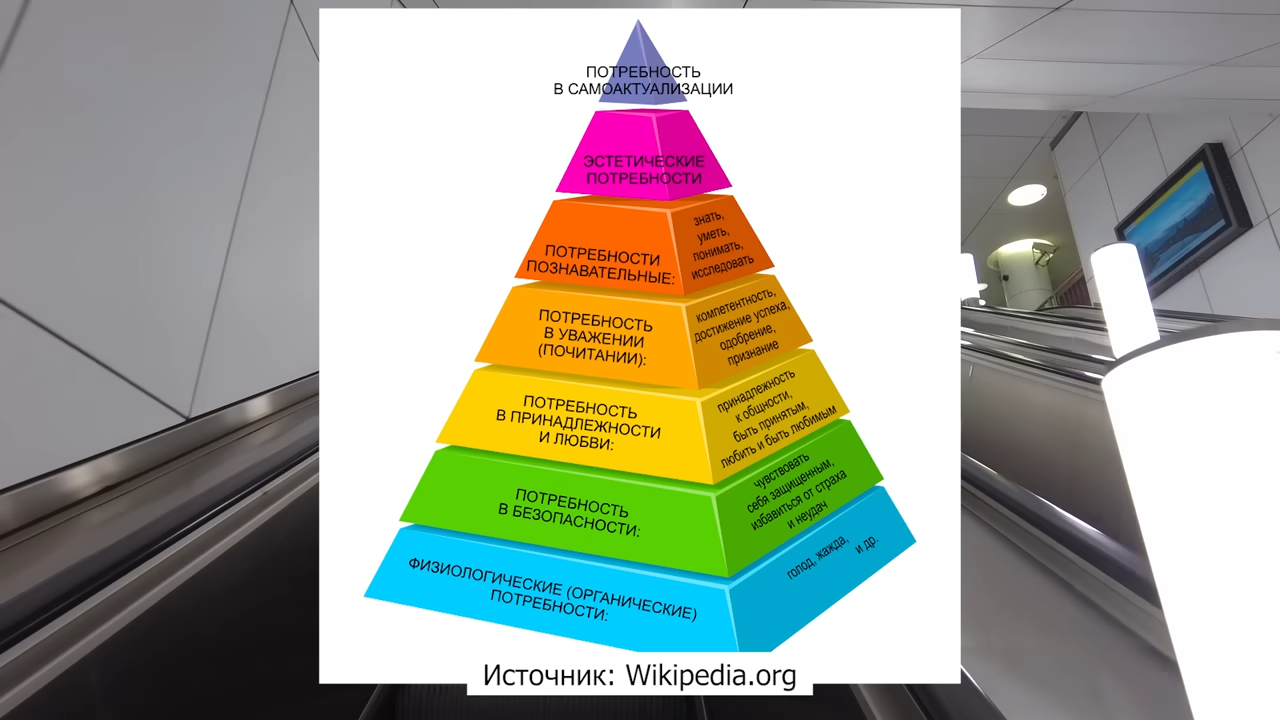 ПОТРЕБНОСТЬ
В САМОАКТУАЛИЗАЦИИ
ЭСТЕТИЧЕСКИЕ
ПОТРЕБНОСТИ
ПОТРЕБНОСТИ
ПОЗНАВАТЕЛЬНЫЕ:
знать,
уметь,
понимать,
исследовать
ПОТРЕБНОСТЬ
В УВАЖЕНИИ
(ПОЧИТАНИИ):
компетентность,
достижение успеха,
одобрение,
признание
ПОТРЕБНОСТЬ
В ПРИНАДЛЕЖНОСТИ
И ЛЮБВИ:
принадлежность
к общности,
быть принятым,
любить и быть любимым
ПОТРЕБНОСТЬ
В БЕЗОПАСНОСТИ:
чувствовать
себя защищенным,
избавиться от страха
и неудач
ФИЗИОЛОГИЧЕСКИЕ (ОРГАНИЧЕСКИЕ)
ПОТРЕБНОСТИ:
голод, жажда,
и др.
Источник: Wikipedia.org